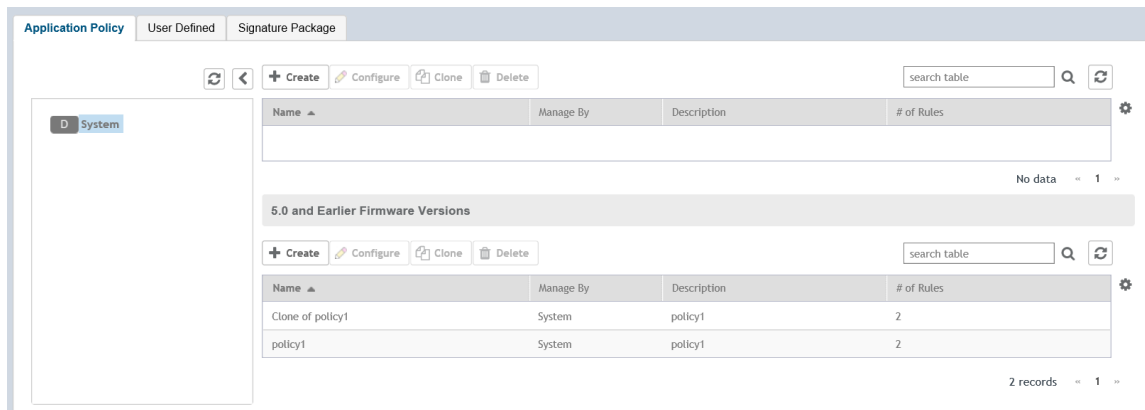 Application Policy User Defined Signature Package
Create Configure Clone Delete search table
D System
Name Manage By Description # of Rules
No data « 1 »
5.0 and Earlier Firmware Versions
Create Configure Clone Delete search table
Name Manage By Description # of Rules
Clone of policy1 System policy1 2
policy1 System policy1 2
2 records « 1 »